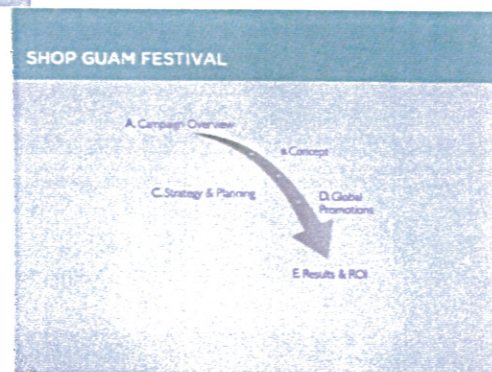 SHOP GUAM FESTIVAL
A. Campaign Overview
B. Concept
C. Strategy & Planning
D. Global
Promotions
E. Results & ROI